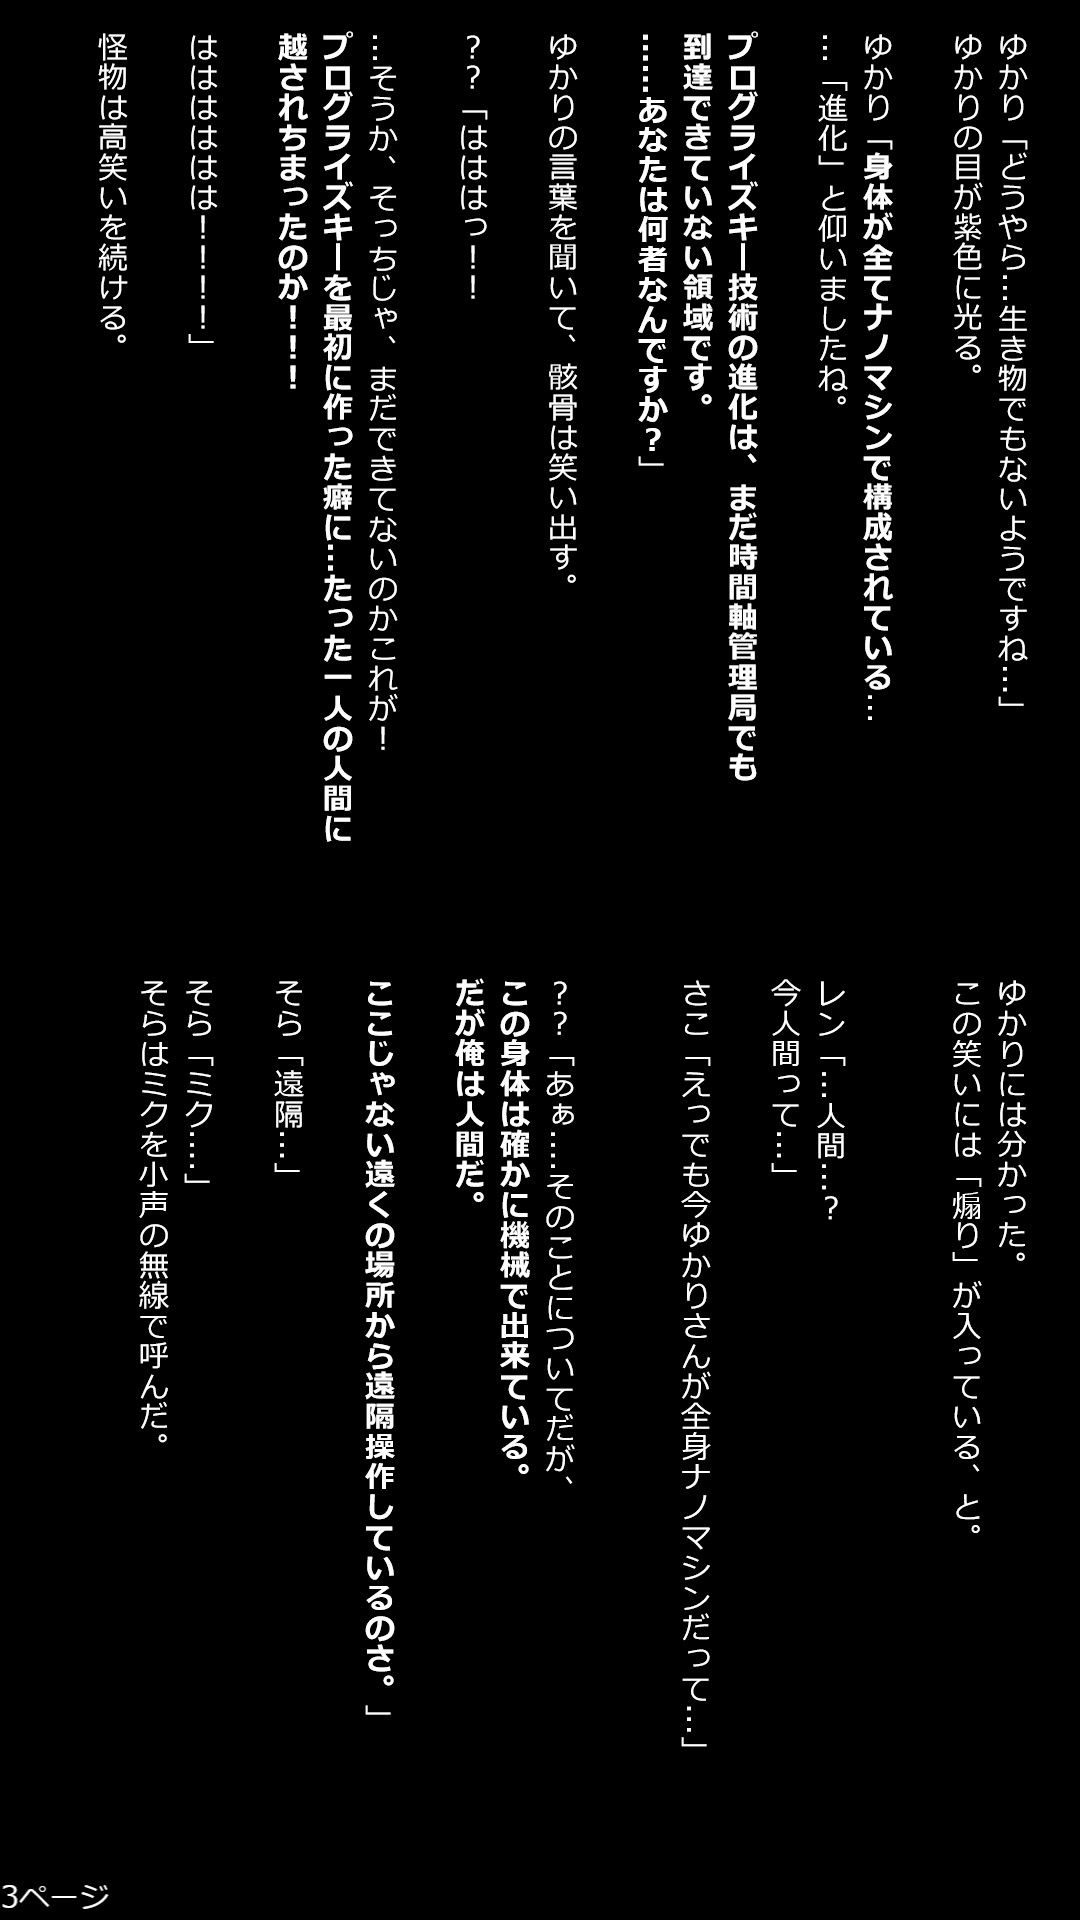 ゆかり「どうやら…生き物でもないようですね…」
ゆかりの目が紫色に光る。
ゆかり「身体が全てナノマシンで構成されている…
…「進化」と仰いましたね。
プログライズキー技術の進化は、まだ時間軸管理局でも
到達できていない領域です。
……あなたは何者なんですか?」
ゆかりの言葉を聞いて、骸骨は笑い出す。
??「はははっ!!
…そうか、そっちじゃ、まだできてないのかこれが!
プログライズキーを最初に作った癖に…たった一人の人間に
越されちまったのか!!!
はははははは!!!!」
怪物は高笑いを続ける。
ゆかりには分かった。
この笑いには「煽り」が入っている、と。
レン「…人間…?
今人間って…」
さこ「えっでも今ゆかりさんが全身ナノマシンだって…」
??「あぁ….そのことについてだが、
この身体は確かに機械で出来ている。
だが俺は人間だ。
ここじゃない遠くの場所から遠隔操作しているのさ。」
そら「遠隔…」
そら「ミク….」
そらはミクを小声の無線で呼んだ。
3ページ